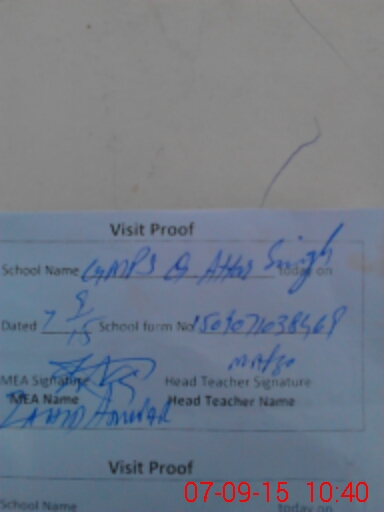 Visit Proof
School Name GMPS Attar Singh today on
Dated 7/9/15 School form No
MEA Signature Head Teacher Signature
MEA Name Head Teacher Name
Visit Proof
School Name today on
07-09-15 10:40